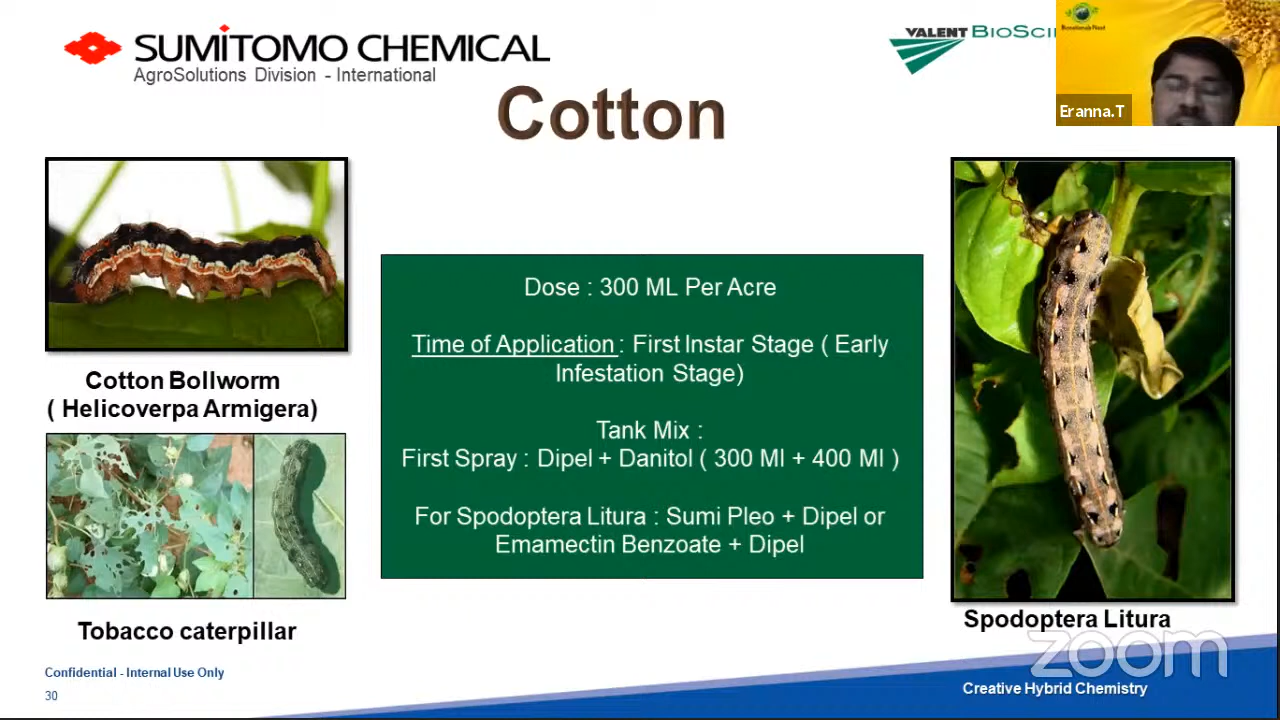 SUMITOMO CHEMICAL
AgroSolutions Division - International
VALENT BIOSCI
Eranna.T
Cotton
Cotton Bollworm
( Helicoverpa Armigera)
Tobacco caterpillar
Dose : 300 ML Per Acre
Time of Application : First Instar Stage ( Early
Infestation Stage)
Tank Mix :
First Spray : Dipel + Danitol ( 300 Ml + 400 Ml )
For Spodoptera Litura : Sumi Pleo + Dipel or
Emamectin Benzoate + Dipel
Spodoptera Litura
zoom
Confidential - Internal Use Only
30
Creative Hybrid Chemistry